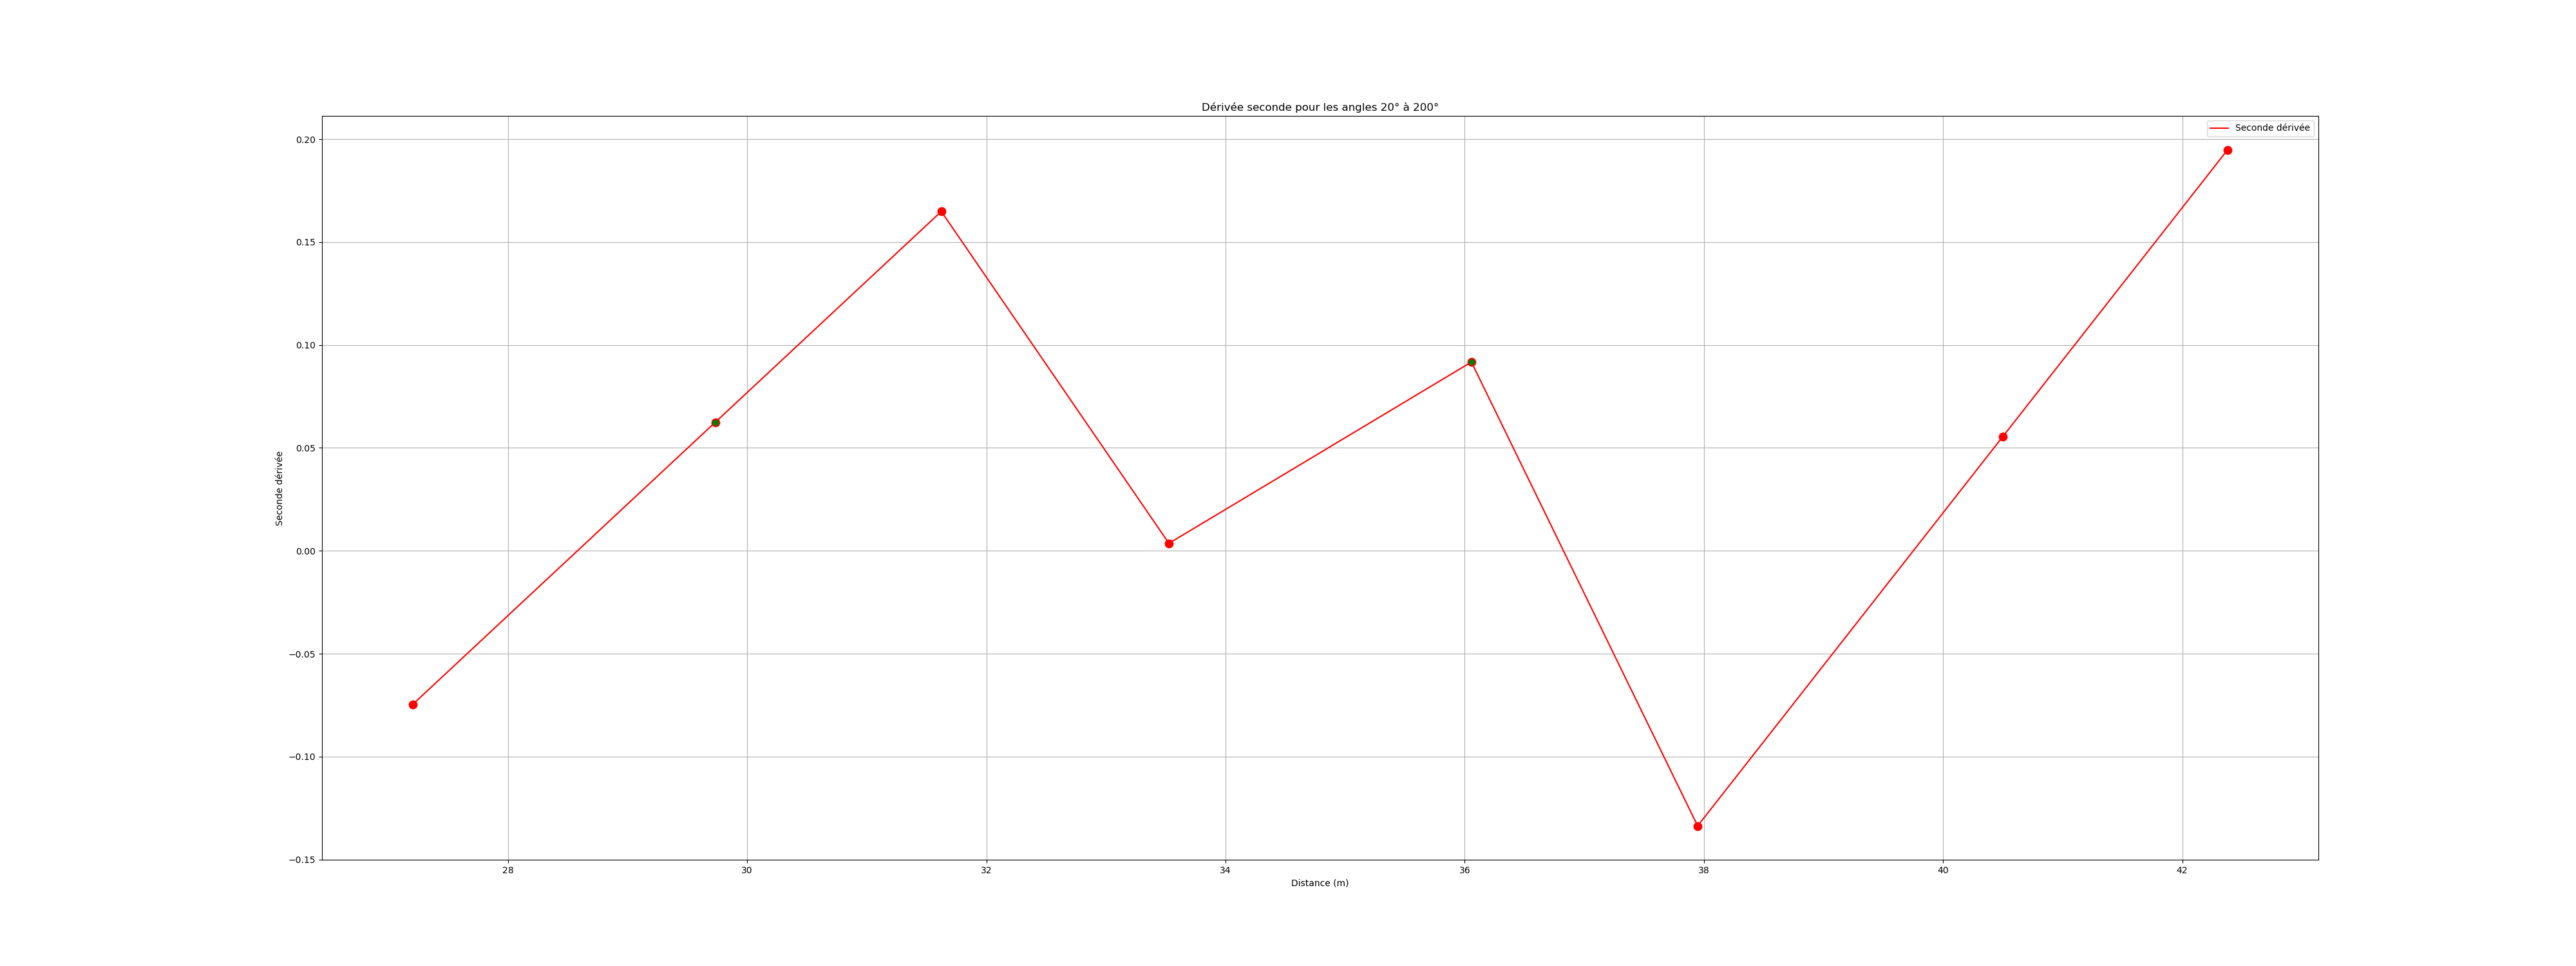 Dérivée seconde pour les angles 20° à 200°
Seconde dérivée
0.20
0.15
0.10
0.05
0.00
−0.05
−0.10
−0.15
Seconde dérivée
28 30 32 34 36 38 40 42
Distance (m)